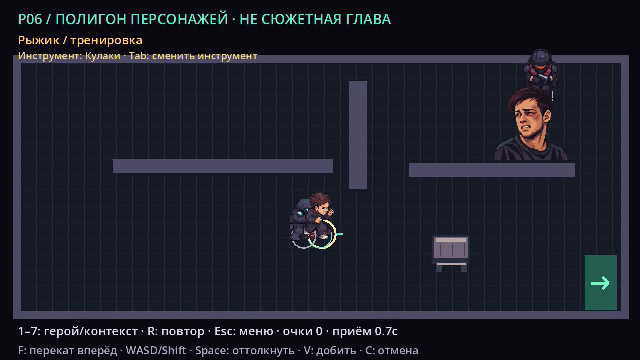 P06 / ПОЛИГОН ПЕРСОНАЖЕЙ · НЕ СЮЖЕТНАЯ ГЛАВА
Рыжик / тренировка
Инструмент: Кулаки · Tab: сменить инструмент
1–7: герой/контекст · R: повтор · Esc: меню · очки 0 · приём 0.7с
F: перекат вперёд · WASD/Shift · Space: оттолкнуть · V: добить · C: отмена